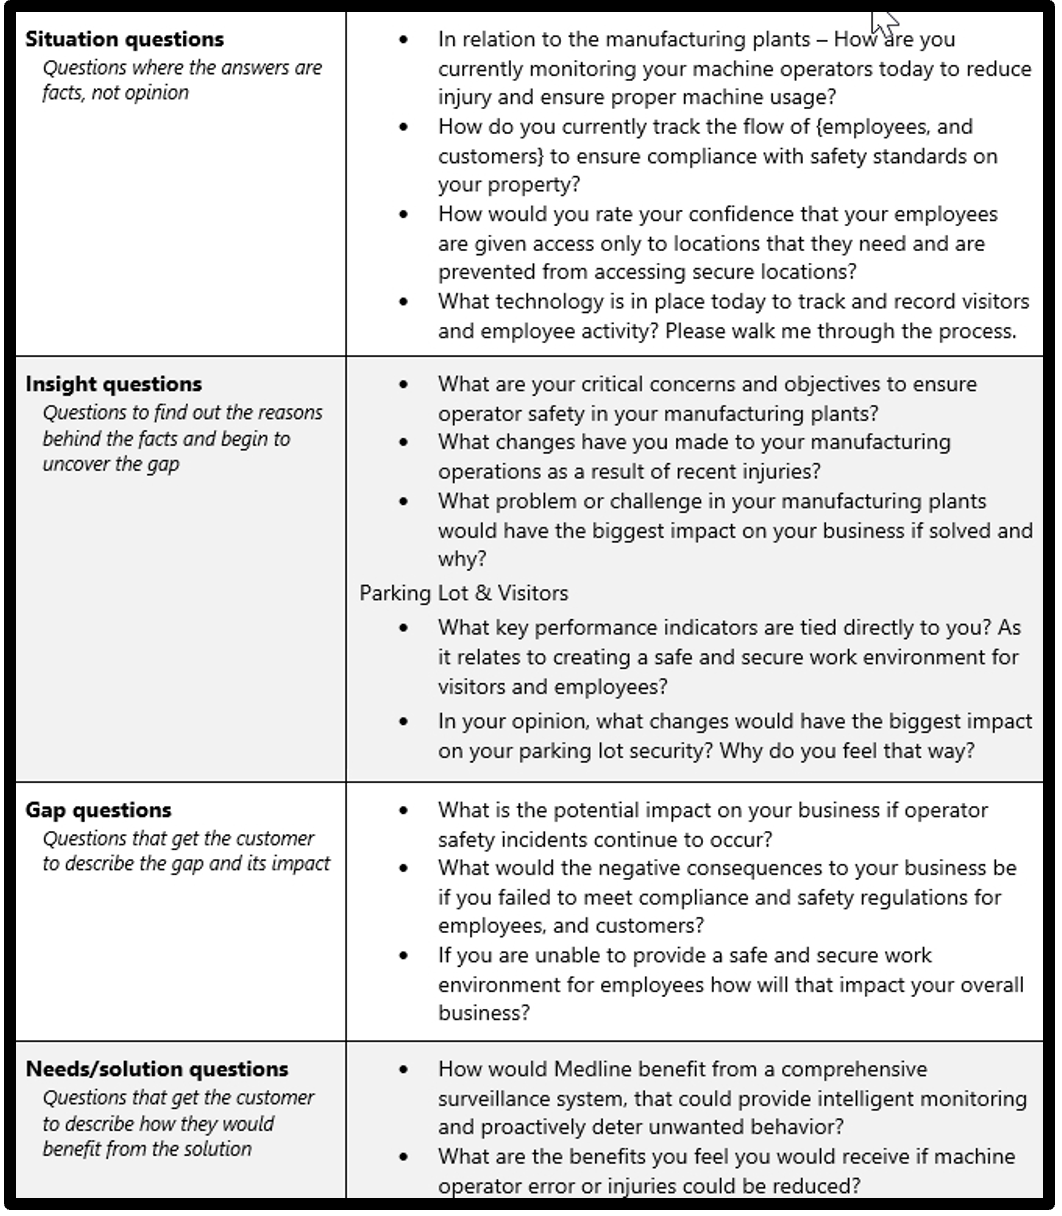 Situation questions
Questions where the answers are
facts, not opinion
• In relation to the manufacturing plants – How are you
currently monitoring your machine operators today to reduce
injury and ensure proper machine usage?
• How do you currently track the flow of {employees, and
customers} to ensure compliance with safety standards on
your property?
• How would you rate your confidence that your employees
are given access only to locations that they need and are
prevented from accessing secure locations?
• What technology is in place today to track and record visitors
and employee activity? Please walk me through the process.
Insight questions
Questions to find out the reasons
behind the facts and begin to
uncover the gap
• What are your critical concerns and objectives to ensure
operator safety in your manufacturing plants?
• What changes have you made to your manufacturing
operations as a result of recent injuries?
• What problem or challenge in your manufacturing plants
would have the biggest impact on your business if solved and
why?
Parking Lot & Visitors
• What key performance indicators are tied directly to you? As
it relates to creating a safe and secure work environment for
visitors and employees?
• In your opinion, what changes would have the biggest impact
on your parking lot security? Why do you feel that way?
Gap questions
Questions that get the customer
to describe the gap and its impact
• What is the potential impact on your business if operator
safety incidents continue to occur?
• What would the negative consequences to your business be
if you failed to meet compliance and safety regulations for
employees, and customers?
• If you are unable to provide a safe and secure work
environment for employees how will that impact your overall
business?
Needs/solution questions
Questions that get the customer
to describe how they would
benefit from the solution
• How would Medline benefit from a comprehensive
surveillance system, that could provide intelligent monitoring
and proactively deter unwanted behavior?
• What are the benefits you feel you would receive if machine
operator error or injuries could be reduced?